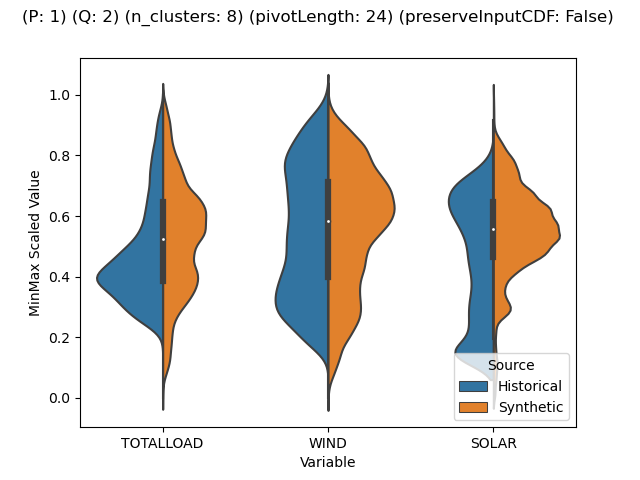 (P: 1) (Q: 2) (n_clusters: 8) (pivotLength: 24) (preserveInputCDF: False)
1.0
0.8
0.6
0.4
0.2
0.0
MinMax Scaled Value
TOTALLOAD
WIND
SOLAR
Variable
Source
Historical
Synthetic